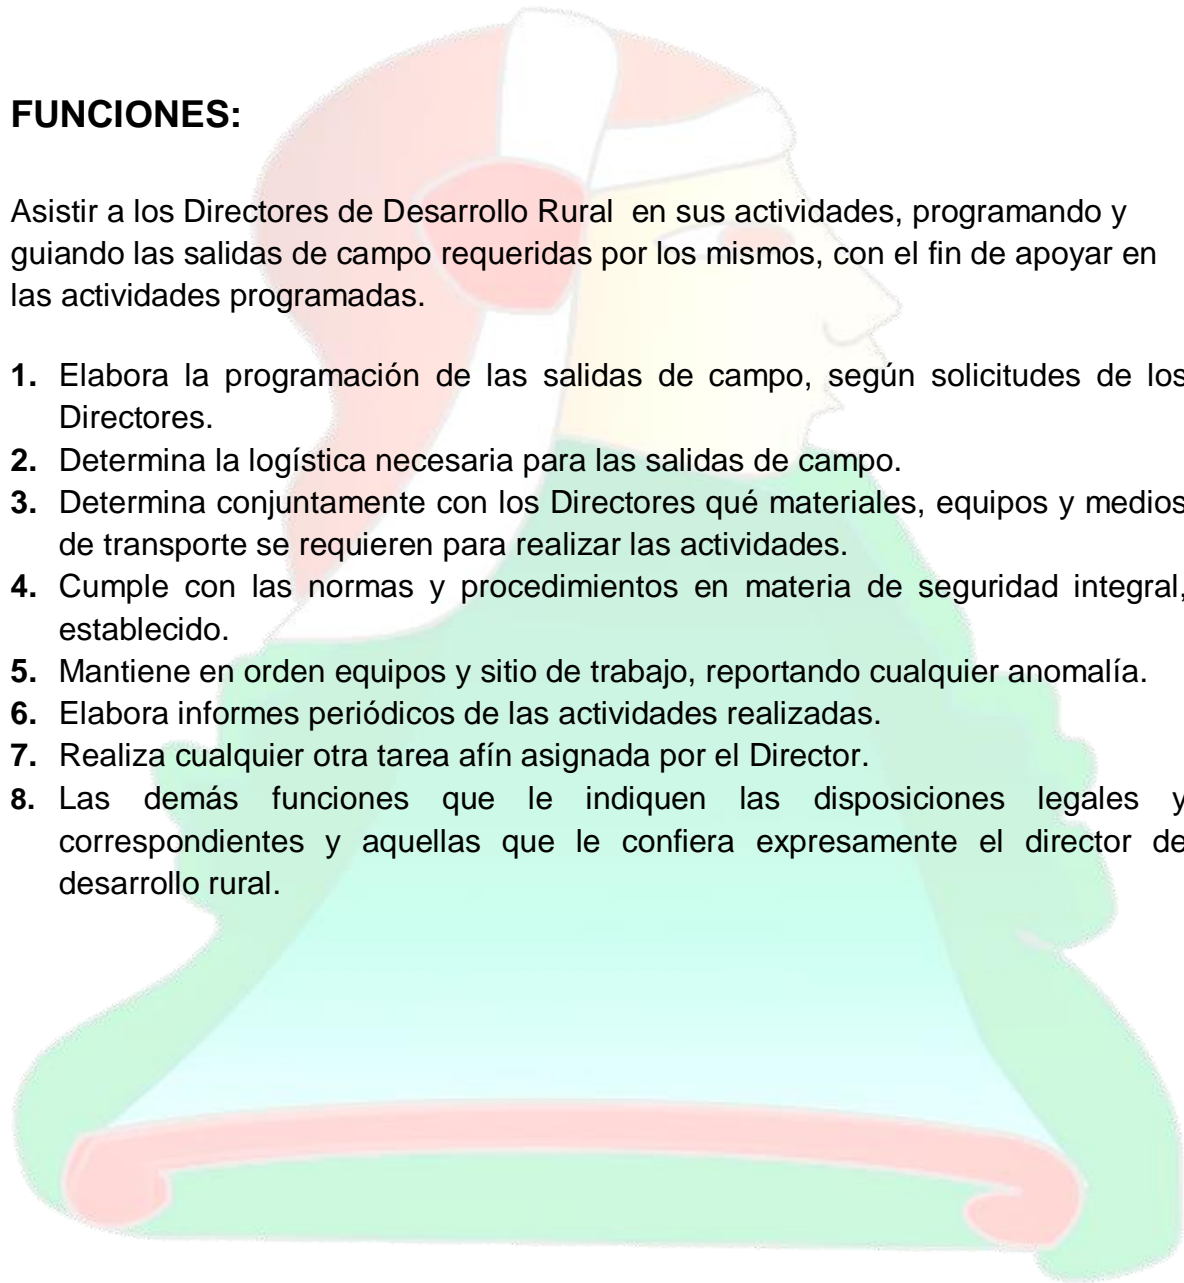 FUNCIONES:
Asistir a los Directores de Desarrollo Rural en sus actividades, programando y
guiando las salidas de campo requeridas por los mismos, con el fin de apoyar en
las actividades programadas.
1. Elabora la programación de las salidas de campo, según solicitudes de los
Directores.
2. Determina la logística necesaria para las salidas de campo.
3. Determina conjuntamente con los Directores qué materiales, equipos y medios
de transporte se requieren para realizar las actividades.
4. Cumple con las normas y procedimientos en materia de seguridad integral,
establecido.
5. Mantiene en orden equipos y sitio de trabajo, reportando cualquier anomalía.
6. Elabora informes periódicos de las actividades realizadas.
7. Realiza cualquier otra tarea afín asignada por el Director.
8. Las demás funciones que le indiquen las disposiciones legales y
correspondientes y aquellas que le confiera expresamente el director de
desarrollo rural.